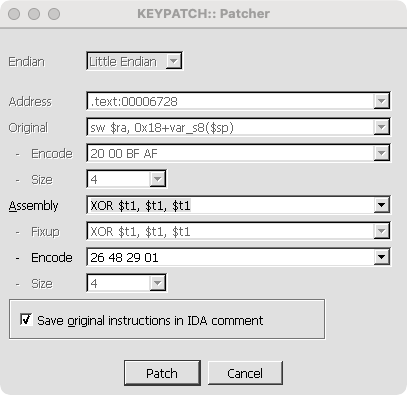 KEYPATCH:: Patcher
Endian Little Endian
Address .text:00006728
Original sw $ra, 0x18+var_s8($sp)
- Encode 20 00 BF AF
- Size 4
Assembly XOR $t1, $t1, $t1
- Fixup XOR $t1, $t1, $t1
- Encode 26 48 29 01
- Size 4
Save original instructions in IDA comment
Patch Cancel